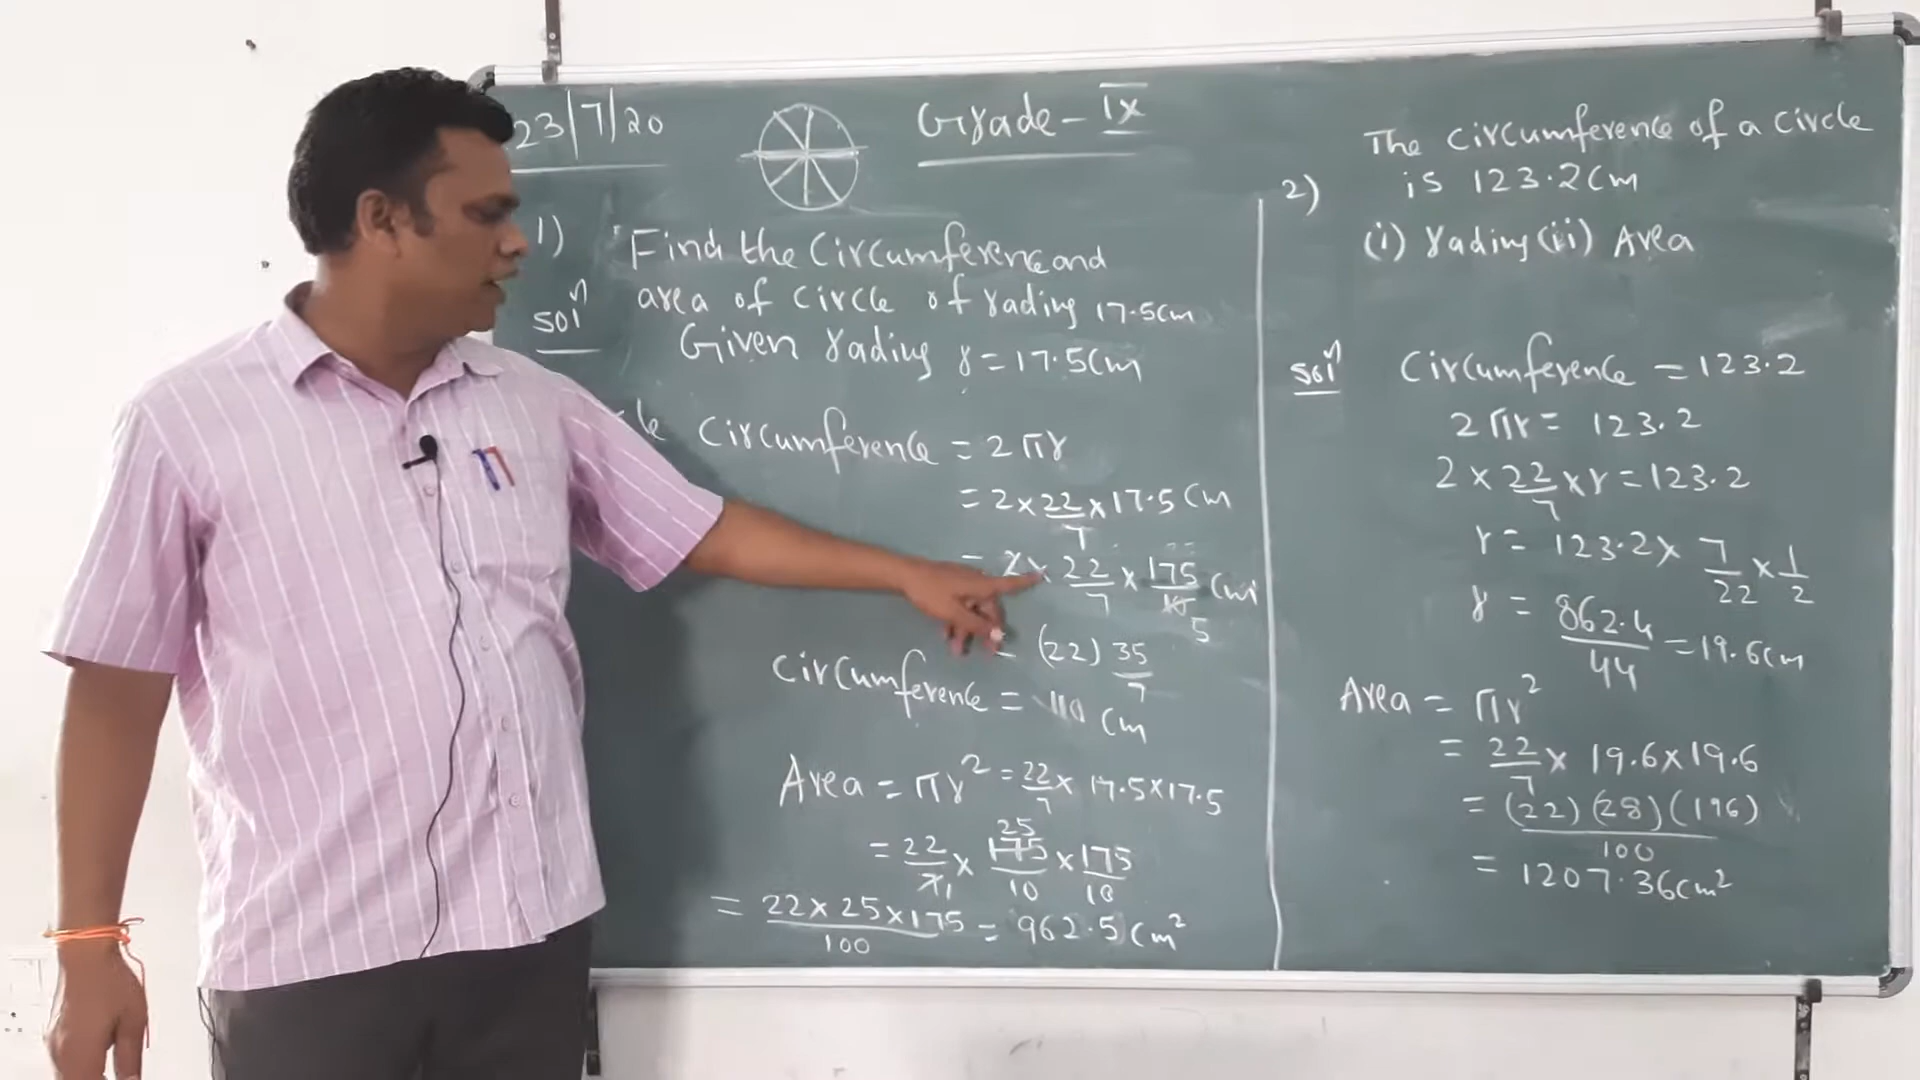 23/7/20
Grade - IX
1) Find the Circumference and
area of circle of radius 17.5cm
Solⁿ
Given radius r = 17.5cm
Circumference = 2πr
= 2 × 22/7 × 17.5 cm
= 2 × 22/7 × 175/10 cm
5
= (22) 35/7
Circumference = 110 cm
Area = πr² = 22/7 × 17.5 × 17.5
25
= 22/7 × 175/10 × 175/10
1
= 22 × 25 × 175/100 = 962.5 cm²
2) The circumference of a circle
is 123.2cm
(i) radius (ii) Area
Solⁿ Circumference = 123.2
2πr = 123.2
2 × 22/7 × r = 123.2
r = 123.2 × 7/22 × 1/2
r = 862.4/44 = 19.6cm
Area = πr²
= 22/7 × 19.6 × 19.6
= (22)(28)(196)/100
= 1207.36cm²